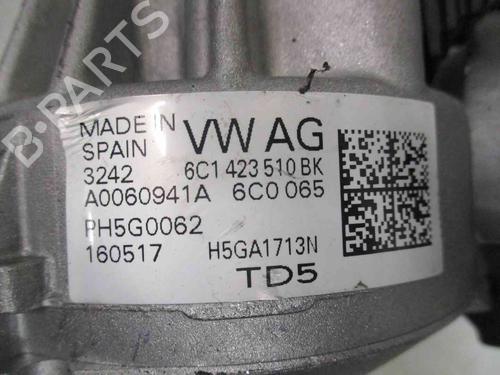 B-PARTS
MADE IN
SPAIN
VW AG
3242 6C1 423 510 BK
A0060941A 6C0 065
PH5G0062
160517 H5GA1713N
TD5